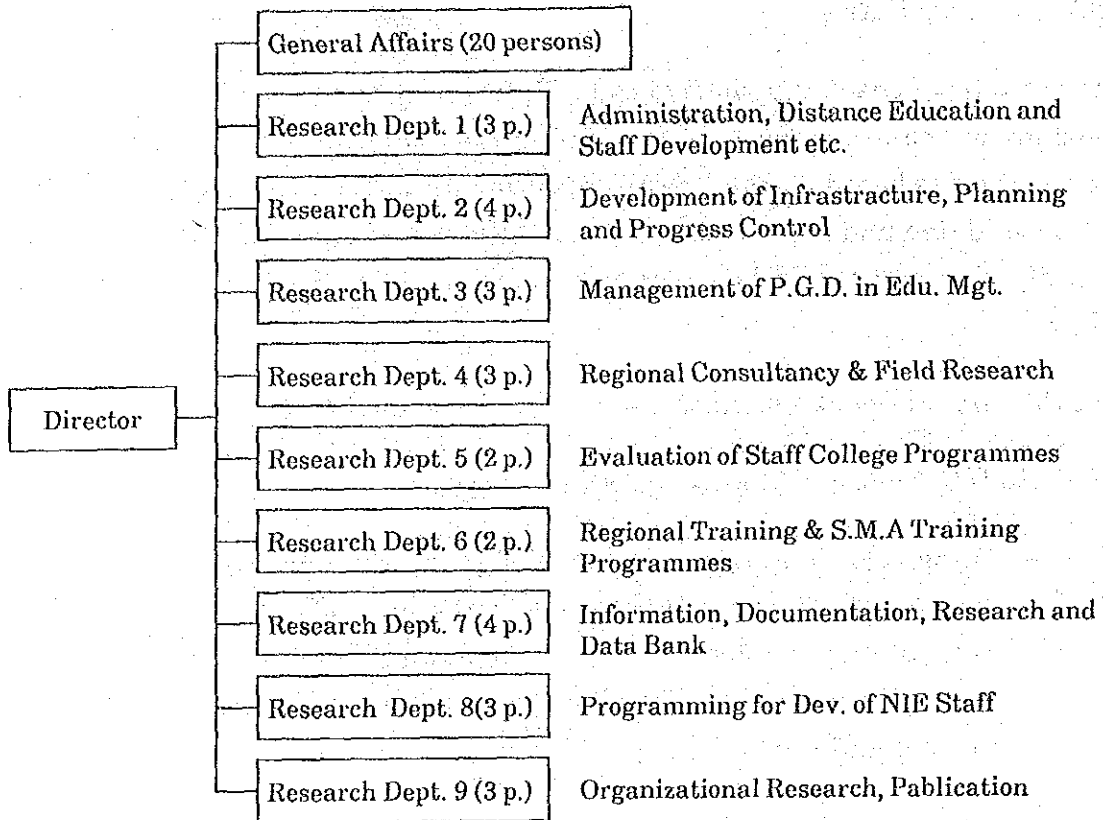 General Affairs (20 persons)
Research Dept. 1 (3 p.)
Administration, Distance Education and
Staff Development etc.
Research Dept. 2 (4 p.)
Development of Infrastracture, Planning
and Progress Control
Research Dept. 3 (3 p.)
Management of P.G.D. in Edu. Mgt.
Research Dept. 4 (3 p.)
Regional Consultancy & Field Research
Director
Research Dept. 5 (2 p.)
Evaluation of Staff College Programmes
Research Dept. 6 (2 p.)
Regional Training & S.M.A Training
Programmes
Research Dept. 7 (4 p.)
Information, Documentation, Research and
Data Bank
Research Dept. 8(3 p.)
Programming for Dev. of NIE Staff
Research Dept. 9 (3 p.)
Organizational Research, Pablication